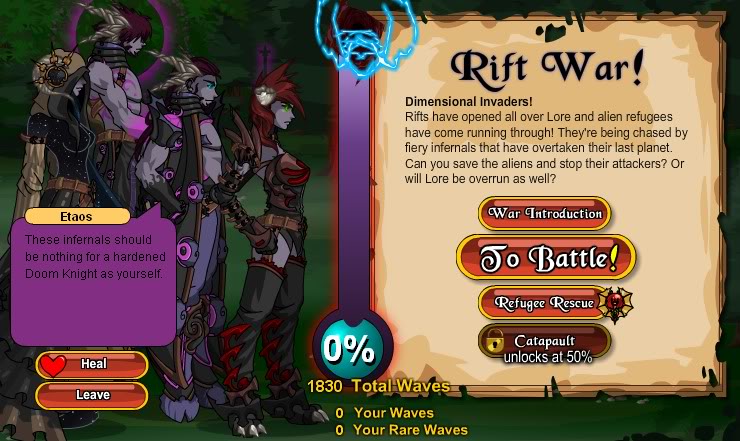 Rift War!
Dimensional Invaders!
Rifts have opened all over Lore and alien refugees
have come running through! They're being chased by
fiery infernals that have overtaken their last planet.
Can you save the aliens and stop their attackers? Or
will Lore be overrun as well?
War Introduction
To Battle!
Refugee Rescue
Catapault
unlocks at 50%
Etaos
These infernals should
be nothing for a hardened
Doom Knight as yourself.
Heal
Leave
0%
1830 Total Waves
0 Your Waves
0 Your Rare Waves